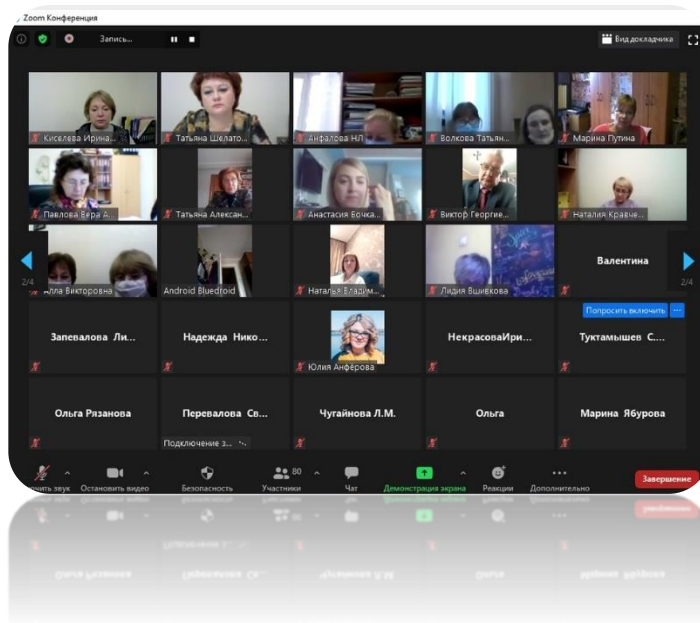 Zoom Конференция
Запись...
Вид докладчика
Киселева Ирина...
Татьяна Шелато...
Анфалова НЛ
Волкова Татьян...
Марина Путина
Павлова Вера А...
Татьяна Алексан...
Анастасия Бочка...
Виктор Георгие...
Наталия Кравче...
2/4
Алла Викторовна
Android Bluedroid
Наталья Владим...
Лидия Вшивкова
Валентина
2/4
Попросить включить ...
Запевалова Ли...
Надежда Нико...
Юлия Анфёрова
НекрасоваИри...
Туктамышев С....
Ольга Рязанова
Перевалова Св...
Подключение з...
Чугайнова Л.М.
Ольга
Марина Ябурова
80
чить звук
Остановить видео
Безопасность
Участники
Чат
Демонстрация экрана
Реакции
Дополнительно
Завершение